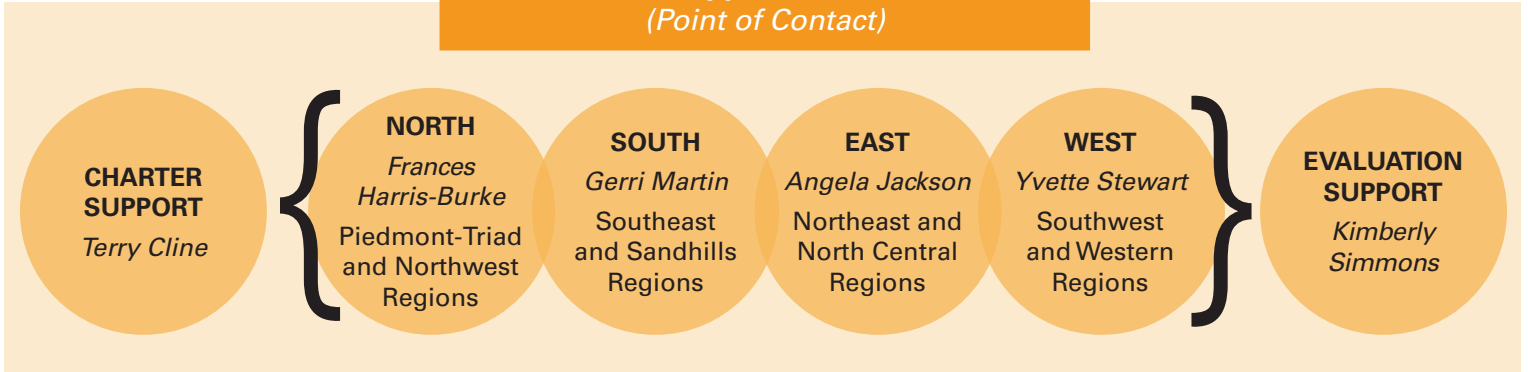 (Point of Contact)
CHARTER
SUPPORT
Terry Cline
{
NORTH
Frances
Harris-Burke
Piedmont-Triad
and Northwest
Regions
SOUTH
Gerri Martin
Southeast
and Sandhills
Regions
EAST
Angela Jackson
Northeast and
North Central
Regions
WEST
Yvette Stewart
Southwest
and Western
Regions
}
EVALUATION
SUPPORT
Kimberly
Simmons